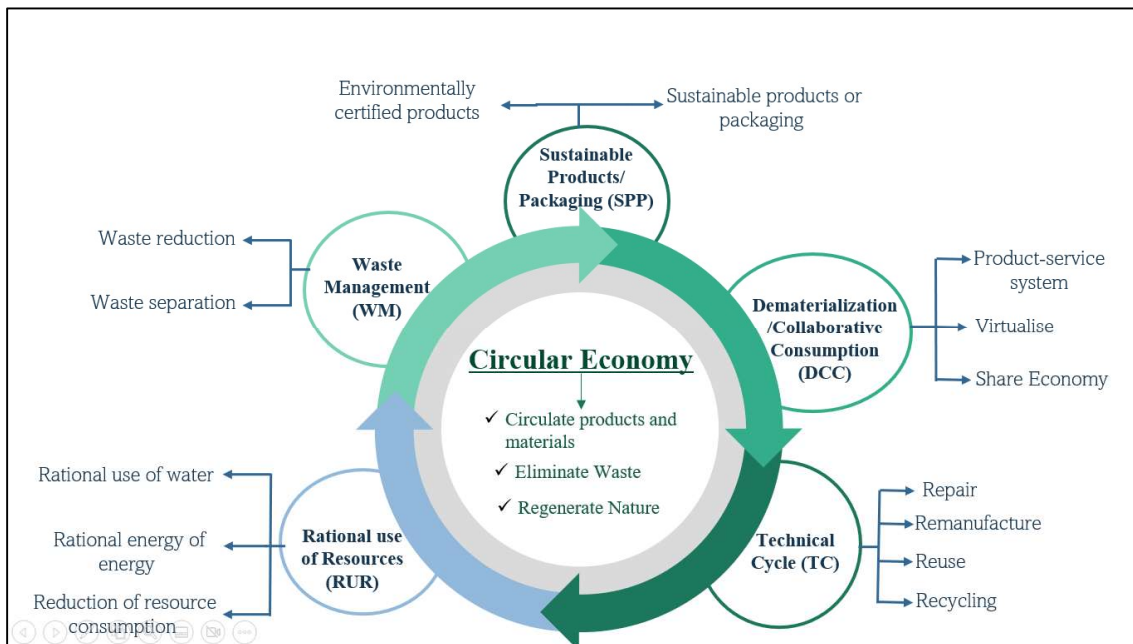 Environmentally
certified products
Sustainable products or
packaging
Sustainable
Products/
Packaging (SPP)
Waste reduction
Waste separation
Waste
Management
(WM)
Product-service
system
Virtualise
Share Economy
Dematerialization
/Collaborative
Consumption
(DCC)
Circular Economy
✓ Circulate products and
materials
✓ Eliminate Waste
✓ Regenerate Nature
Rational use of water
Rational energy of
energy
Reduction of resource
consumption
Rational use
of Resources
(RUR)
Technical
Cycle (TC)
Repair
Remanufacture
Reuse
Recycling